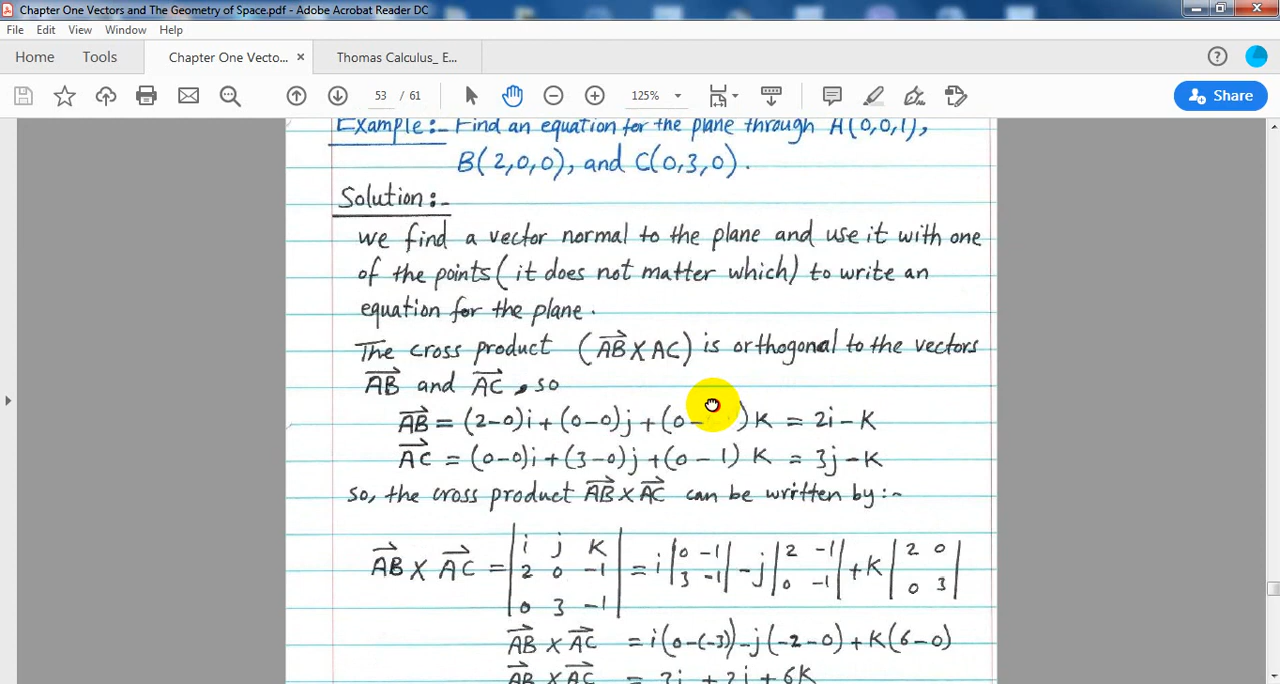 Chapter One Vectors and The Geometry of Space.pdf - Adobe Acrobat Reader DC
File Edit View Window Help
Home Tools Chapter One Vecto... × Thomas Calculus_ E...
53 / 61 125% Share
Example:- Find an equation for the plane through A(0,0,1),
B(2,0,0), and C(0,3,0).
Solution:-
we find a vector normal to the plane and use it with one
of the points (it does not matter which) to write an
equation for the plane.
The cross product (AB⃗ X AC) is orthogonal to the vectors
AB⃗ and AC⃗, so
AB⃗ = (2-0)i + (0-0)j + (0- )K = 2i - K
AC⃗ = (0-0)i + (3-0)j + (0-1) K = 3j - K
so, the cross product AB⃗ X AC⃗ can be written by:-
AB⃗ X AC⃗ = |i j K; 2 0 -1; 0 3 -1| = i |0 -1; 3 -1| - j |2 -1; 0 -1| + K |2 0; 0 3|
AB⃗ X AC⃗ = i(0-(-3)) - j(-2-0) + K(6-0)
AB⃗ X AC⃗ = 3i + 2j + 6K